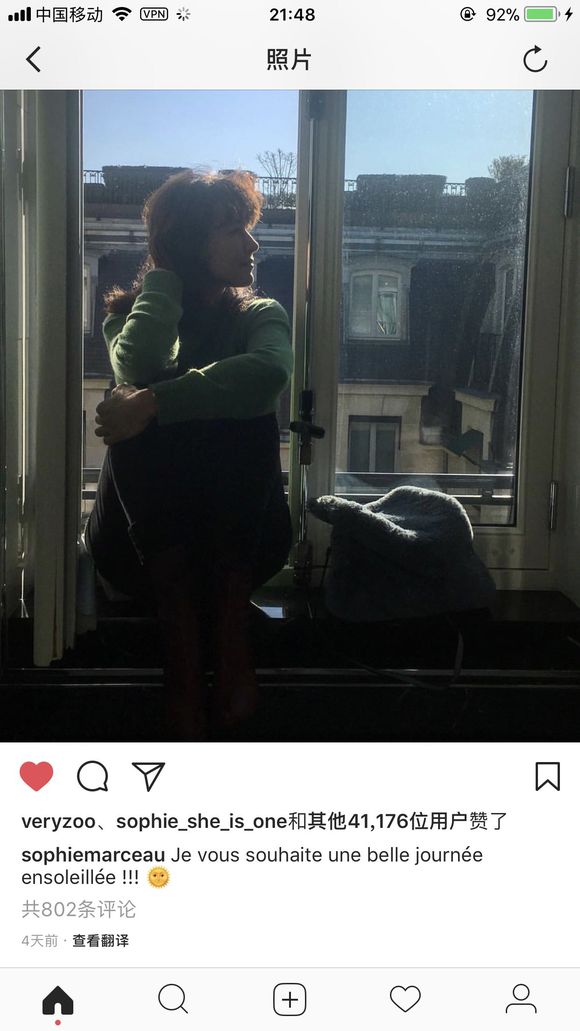 中国移动 VPN 21:48 92%
照片
veryzoo、sophie_she_is_one和其他41,176位用户赞了
sophiemarceau Je vous souhaite une belle journée
ensoleillée !!! 🌞
共802条评论
4天前 · 查看翻译